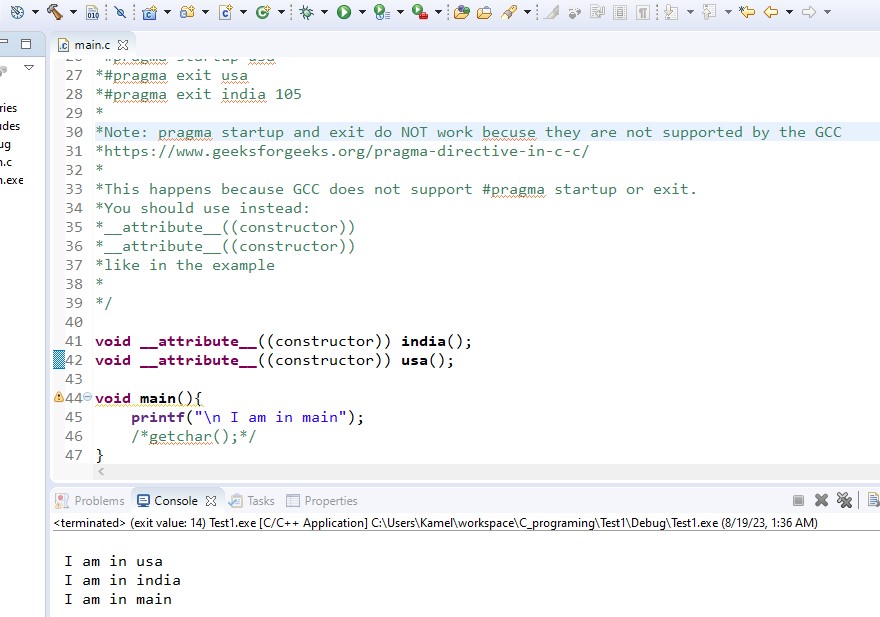 main.c
ries
udes
ug
n.c
n.exe
26 *#pragma startup usa
27 *#pragma exit usa
28 *#pragma exit india 105
29 *
30 *Note: pragma startup and exit do NOT work becuse they are not supported by the GCC
31 *https://www.geeksforgeeks.org/pragma-directive-in-c-c/
32 *
33 *This happens because GCC does not support #pragma startup or exit.
34 *You should use instead:
35 *__attribute__((constructor))
36 *__attribute__((constructor))
37 *like in the example
38 *
39 */
40
41 void __attribute__((constructor)) india();
42 void __attribute__((constructor)) usa();
43
44 void main(){
45 printf("\n I am in main");
46 /*getchar();*/
47 }
Problems Console Tasks Properties
<terminated> (exit value: 14) Test1.exe [C/C++ Application] C:\Users\Kamel\workspace\C_programing\Test1\Debug\Test1.exe (8/19/23, 1:36 AM)
I am in usa
I am in india
I am in main